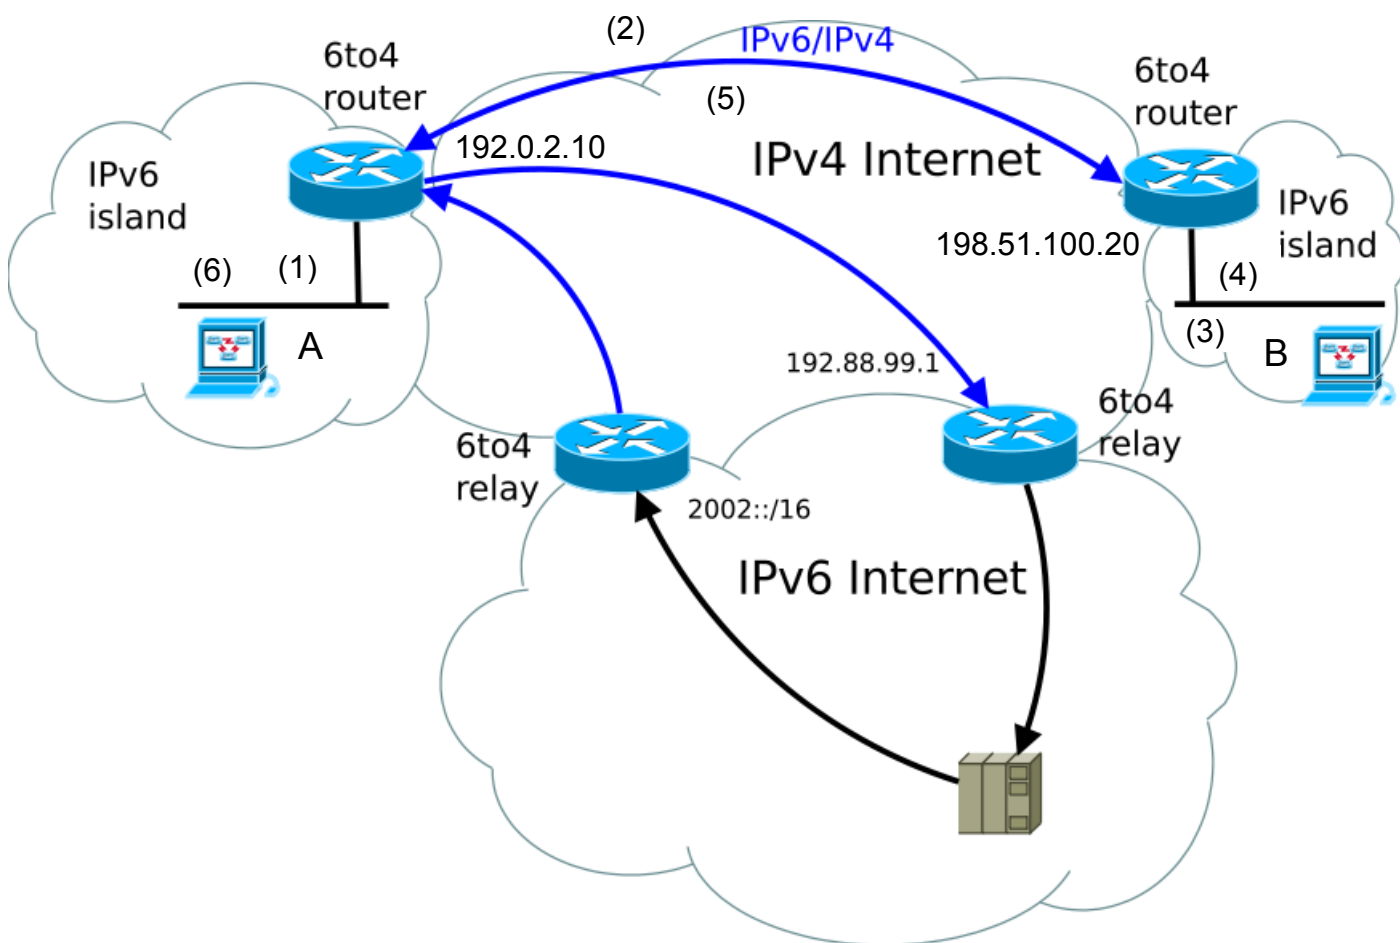 (2)
IPv6/IPv4
6to4
router
(5)
6to4
router
192.0.2.10
IPv4 Internet
IPv6
island
IPv6
island
198.51.100.20
(6)
(1)
(4)
(3)
A
B
192.88.99.1
6to4
relay
6to4
relay
2002::/16
IPv6 Internet